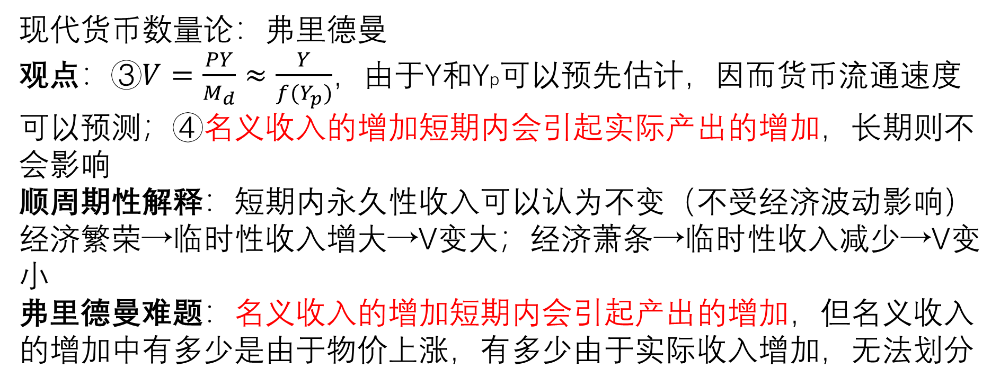 现代货币数量论：弗里德曼
观点：③V = PY/M_d ≈ Y/f(Y_p)，由于Y和Y_p可以预先估计，因而货币流通速度
可以预测；④名义收入的增加短期内会引起实际产出的增加，长期则不
会影响
顺周期性解释：短期内永久性收入可以认为不变（不受经济波动影响）
经济繁荣→临时性收入增大→V变大；经济萧条→临时性收入减少→V变
小
弗里德曼难题：名义收入的增加短期内会引起产出的增加，但名义收入
的增加中有多少是由于物价上涨，有多少由于实际收入增加，无法划分